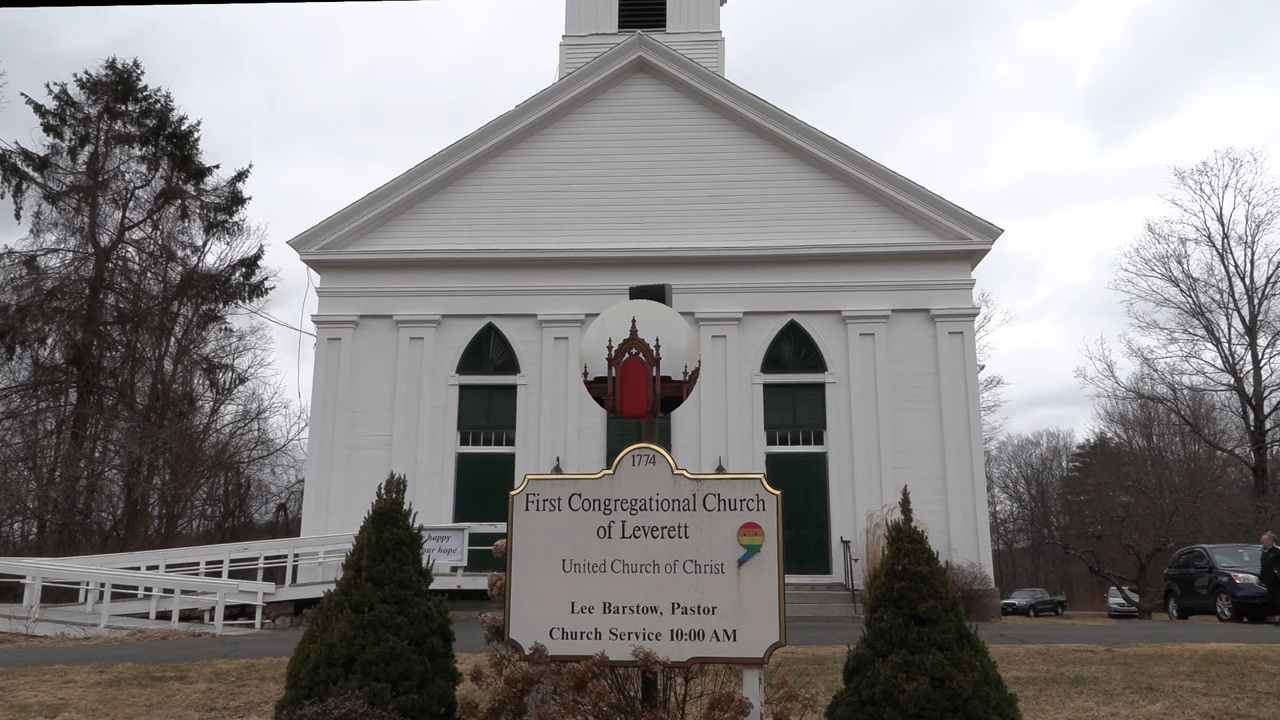 1774
First Congregational Church
of Leverett
United Church of Christ
Lee Barstow, Pastor
Church Service 10:00 AM
happy
our hope